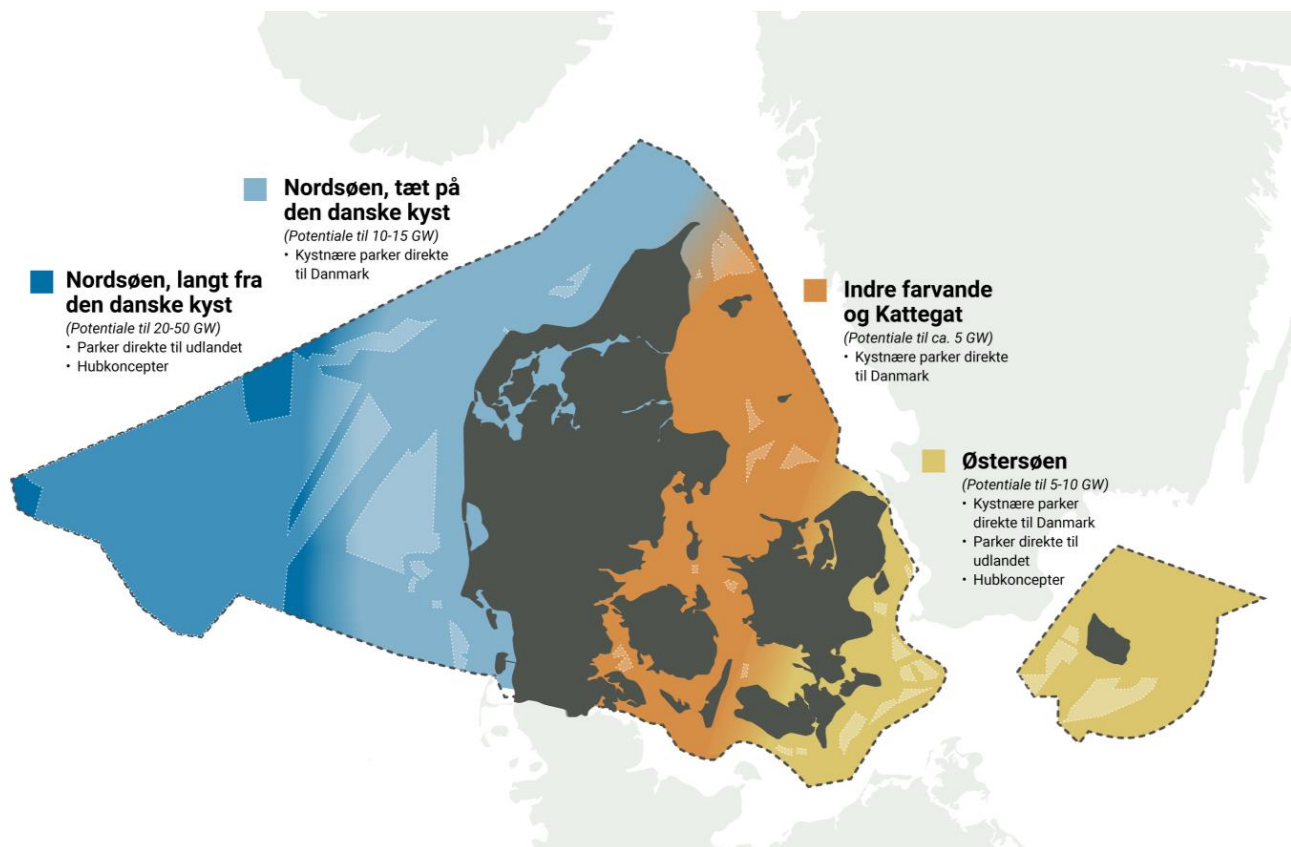 Nordsøen, tæt på
den danske kyst
(Potentiale til 10-15 GW)
• Kystnære parker direkte
til Danmark
Nordsøen, langt fra
den danske kyst
(Potentiale til 20-50 GW)
• Parker direkte til udlandet
• Hubkoncepter
Indre farvande
og Kattegat
(Potentiale til ca. 5 GW)
• Kystnære parker direkte
til Danmark
Østersøen
(Potentiale til 5-10 GW)
• Kystnære parker
direkte til Danmark
• Parker direkte til
udlandet
• Hubkoncepter